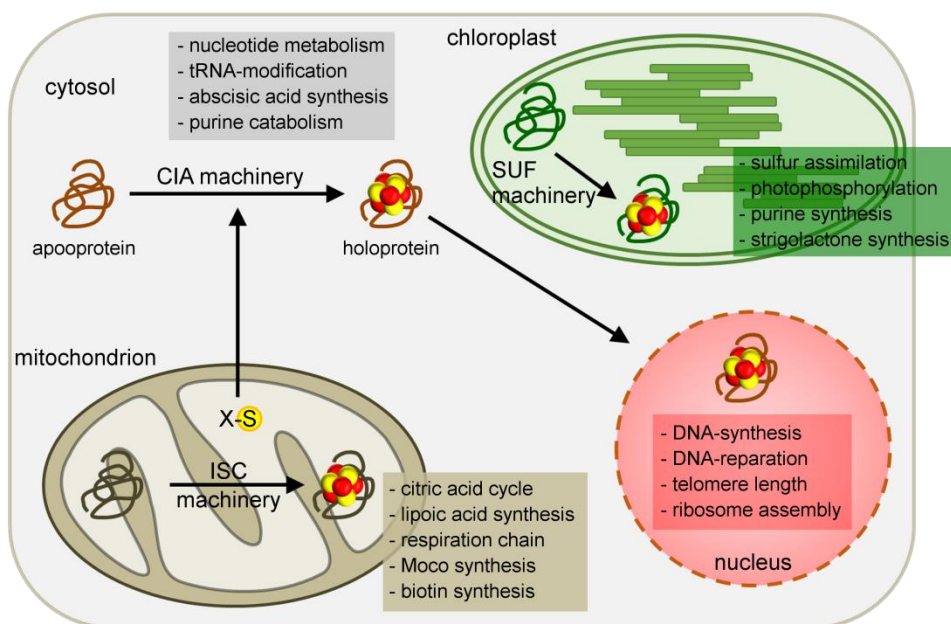 cytosol
- nucleotide metabolism
- tRNA-modification
- abscisic acid synthesis
- purine catabolism
CIA machinery
apooprotein
holoprotein
chloroplast
SUF
machinery
- sulfur assimilation
- photophosphorylation
- purine synthesis
- strigolactone synthesis
mitochondrion
X-S
ISC
machinery
- citric acid cycle
- lipoic acid synthesis
- respiration chain
- Moco synthesis
- biotin synthesis
- DNA-synthesis
- DNA-reparation
- telomere length
- ribosome assembly
nucleus